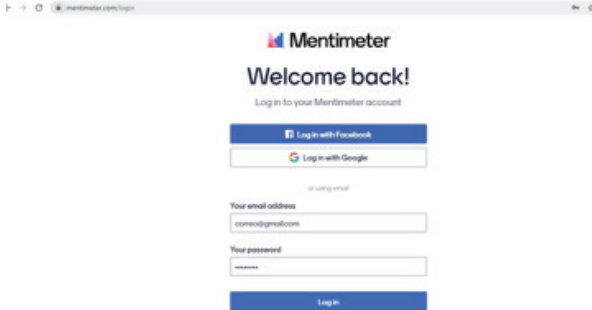 mentimeter.com/login
Mentimeter
Welcome back!
Log in to your Mentimeter account
Log in with Facebook
Log in with Google
or using email
Your email address
correo@gmail.com
Your password
••••••••
Log in